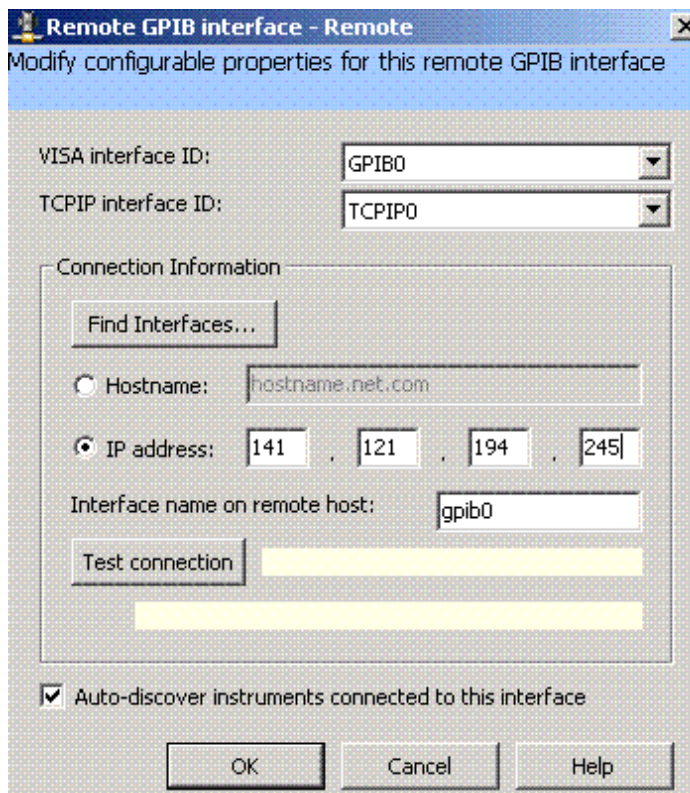 Remote GPIB interface - Remote
Modify configurable properties for this remote GPIB interface
VISA interface ID: GPIB0
TCPIP interface ID: TCPIP0
Connection Information
Find Interfaces...
Hostname: hostname.net.com
IP address: 141 . 121 . 194 . 245
Interface name on remote host: gpib0
Test connection
Auto-discover instruments connected to this interface
OK Cancel Help